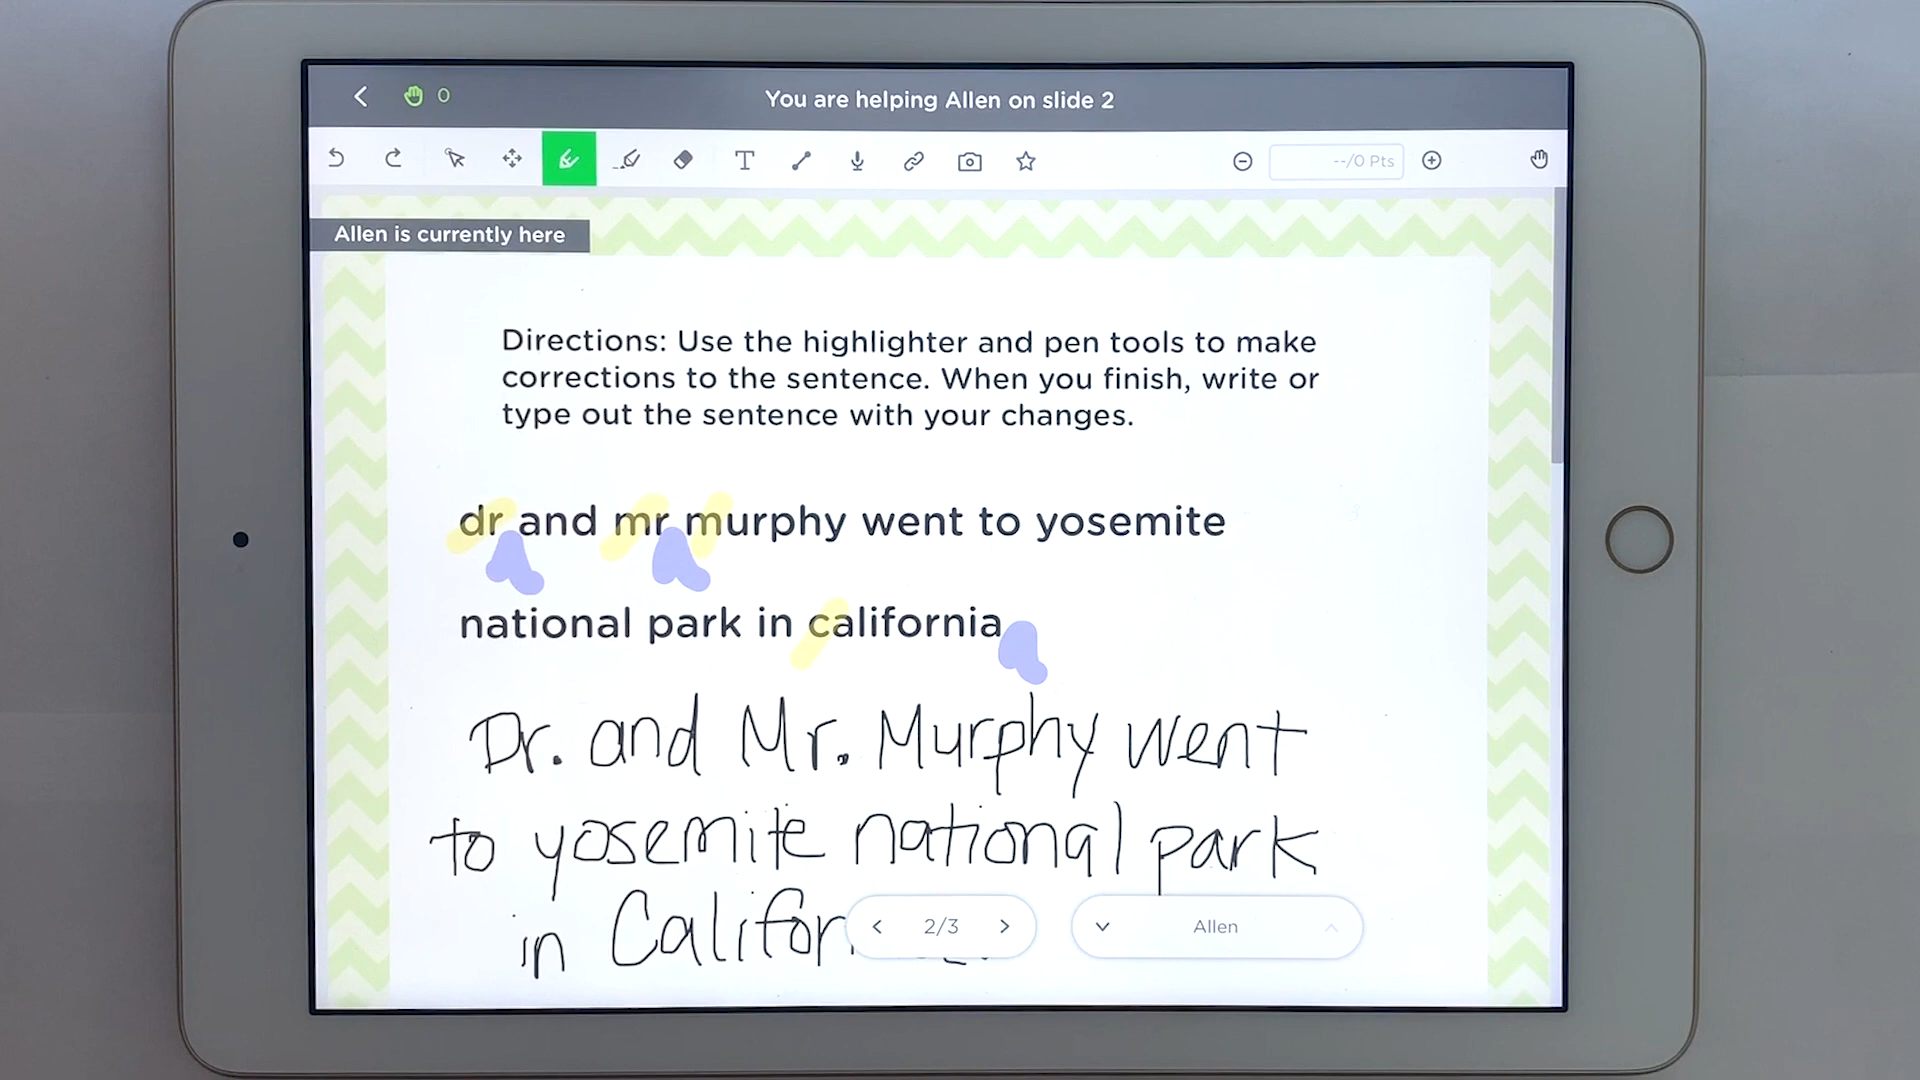 0
You are helping Allen on slide 2
--/0 Pts
Allen is currently here
Directions: Use the highlighter and pen tools to make
corrections to the sentence. When you finish, write or
type out the sentence with your changes.
dr and mr murphy went to yosemite
national park in california
Dr. and Mr. Murphy went
to yosemite national park
in Califor
2/3
Allen